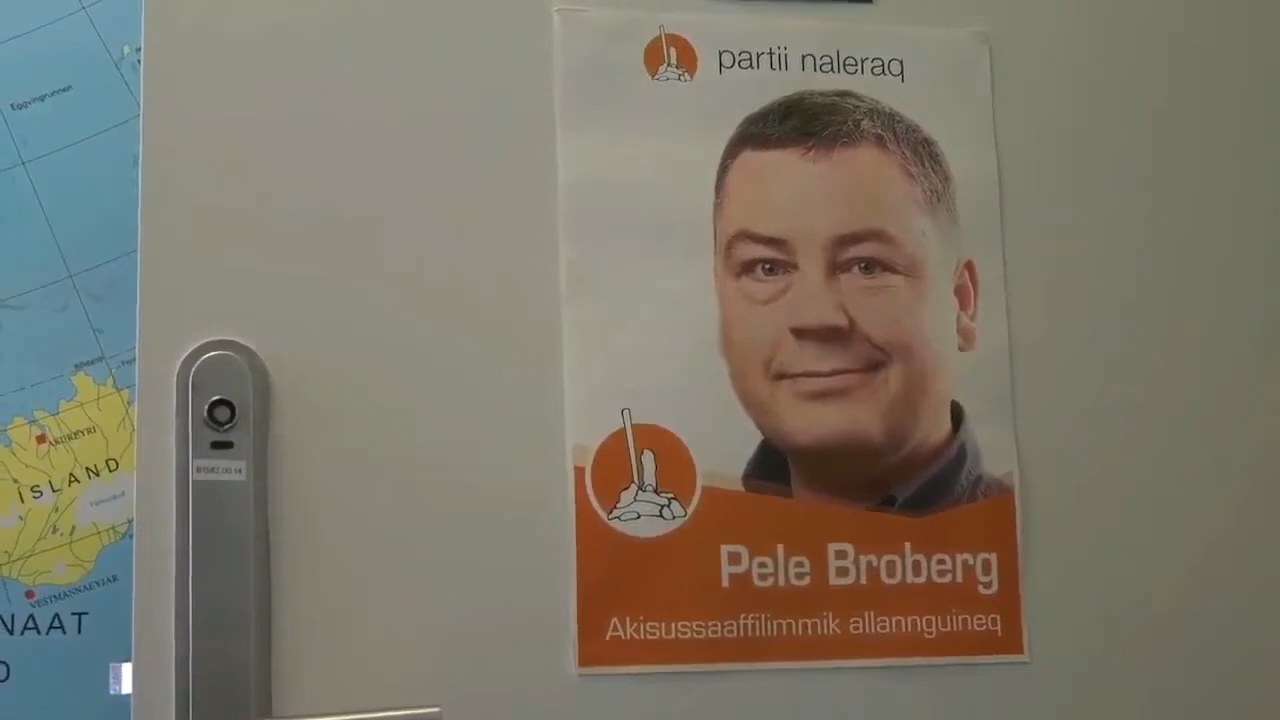 partii naleraq
Pele Broberg
Akisussaaffilimmik allannguineq
Eggvingrunnen
AKUREYRI
ÍSLAND
VESTMANNAEYJAR
NAAT